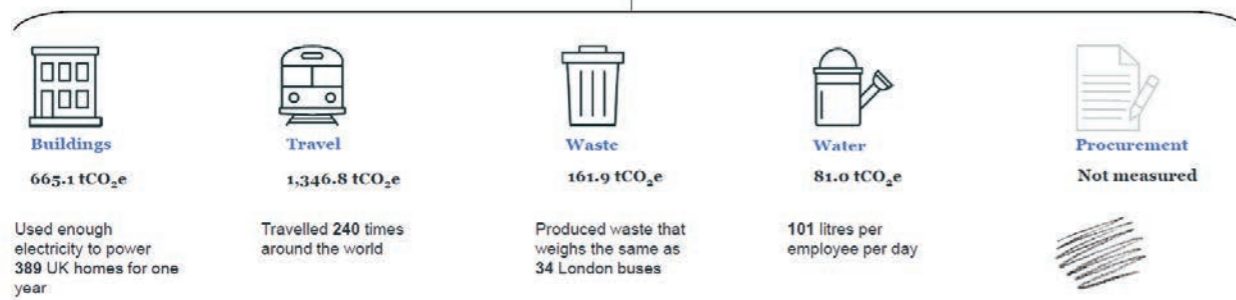 Buildings
Travel
Waste
Water
Procurement
665.1 tCO₂e
1,346.8 tCO₂e
161.9 tCO₂e
81.0 tCO₂e
Not measured
Used enough
electricity to power
389 UK homes for one
year
Travelled 240 times
around the world
Produced waste that
weighs the same as
34 London buses
101 litres per
employee per day